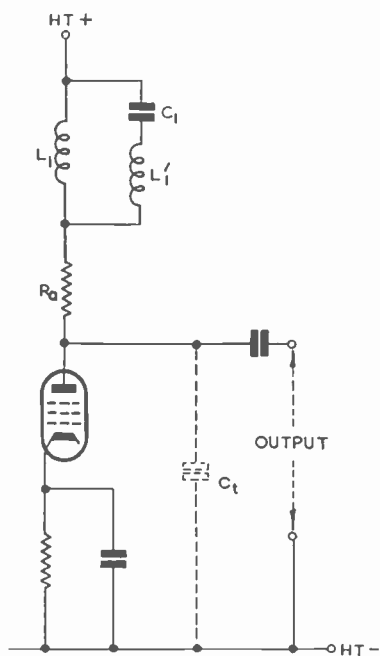 HT +
C1
L1
L1'
Ra
OUTPUT
Ct
HT -